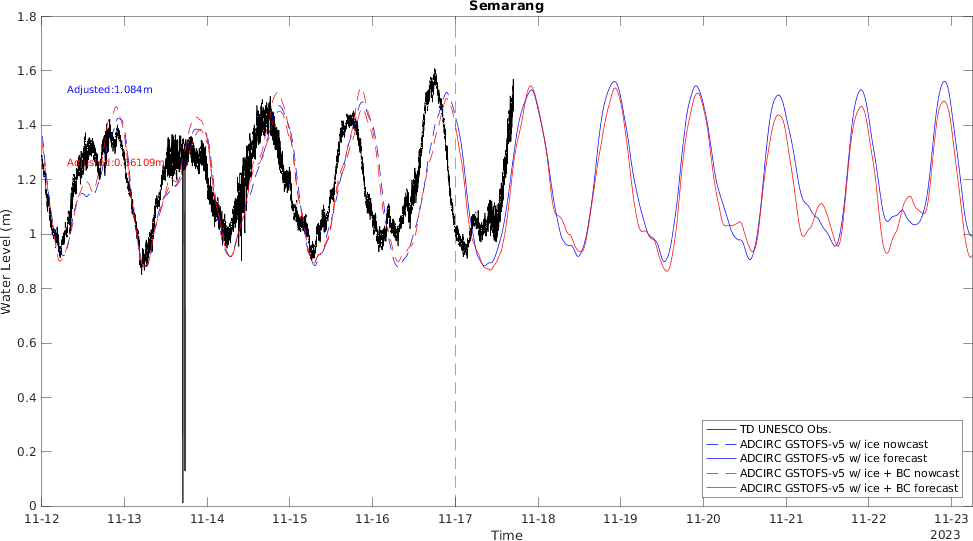 Semarang
1.8
1.6
1.4
1.2
1
0.8
0.6
0.4
0.2
0
Water Level (m)
Adjusted:1.084m
TD UNESCO Obs.
ADCIRC GSTOFS-v5 w/ ice nowcast
ADCIRC GSTOFS-v5 w/ ice forecast
ADCIRC GSTOFS-v5 w/ ice + BC nowcast
ADCIRC GSTOFS-v5 w/ ice + BC forecast
11-12 11-13 11-14 11-15 11-16 11-17 11-18 11-19 11-20 11-21 11-22 11-23
Time
2023